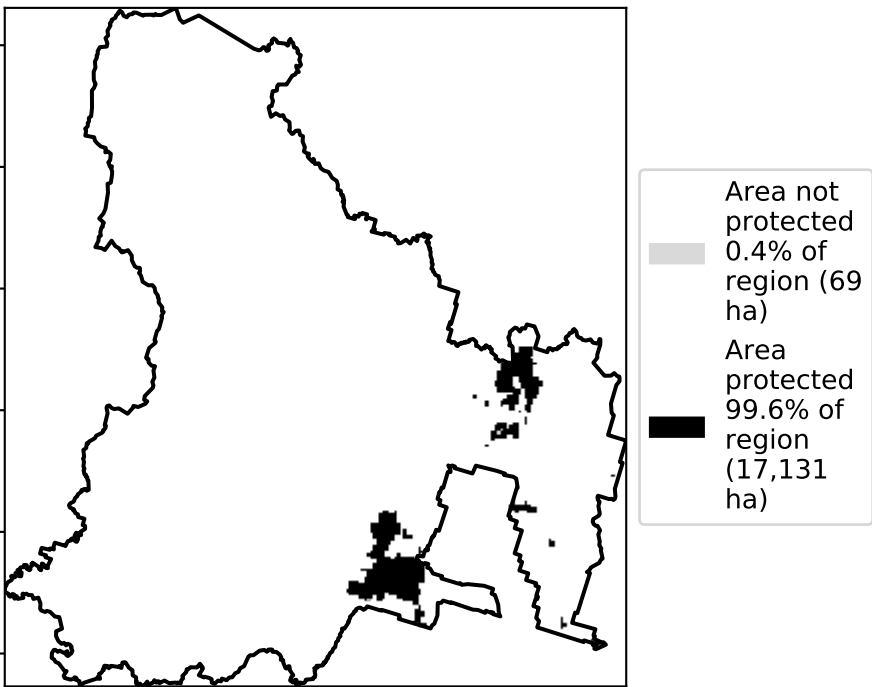 Area not
protected
0.4% of
region (69
ha)
Area
protected
99.6% of
region
(17,131
ha)